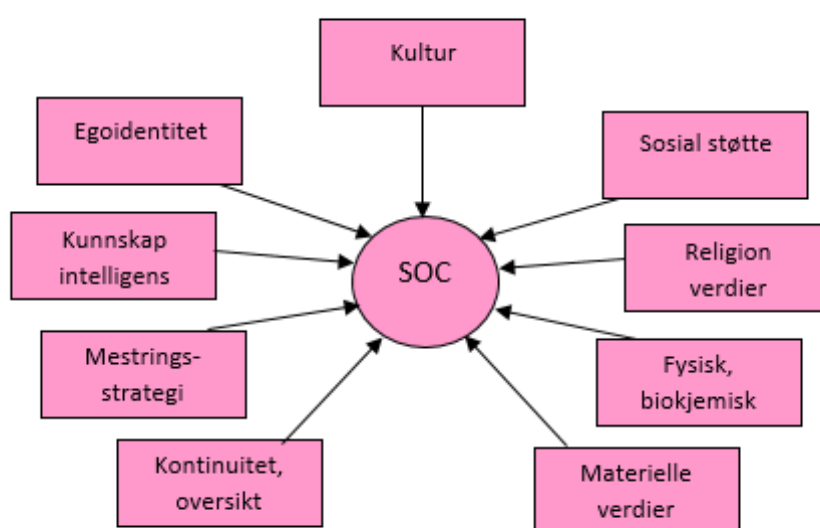 Kultur
Egoidentitet
Sosial støtte
Kunnskap
intelligens
SOC
Religion
verdier
Mestrings-
strategi
Fysisk,
biokjemisk
Kontinuitet,
oversikt
Materielle
verdier